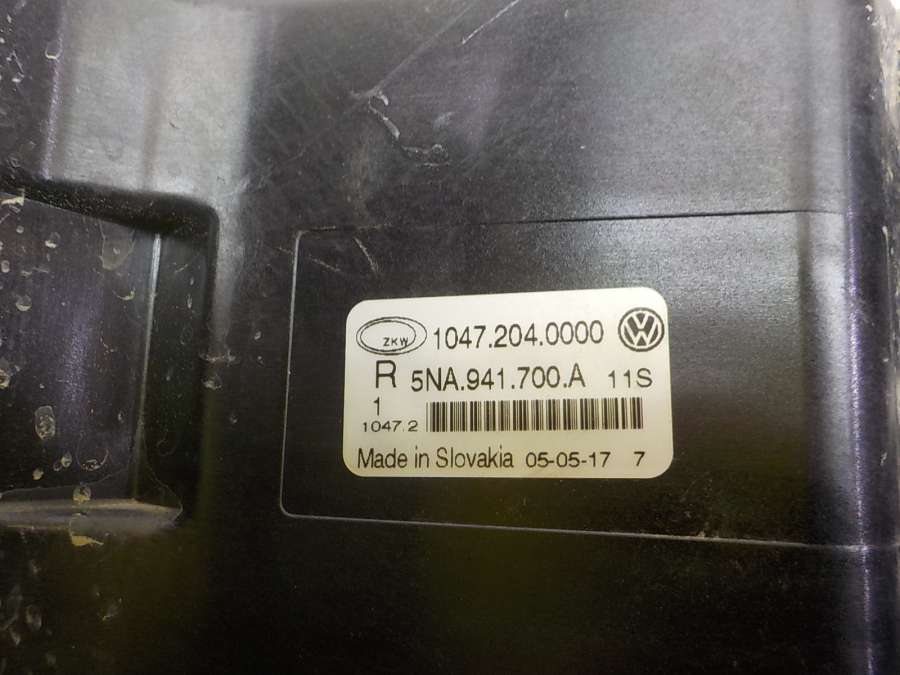 ZKW 1047.204.0000
R 5NA.941.700.A 11S
1
1047.2
Made in Slovakia 05-05-17 7